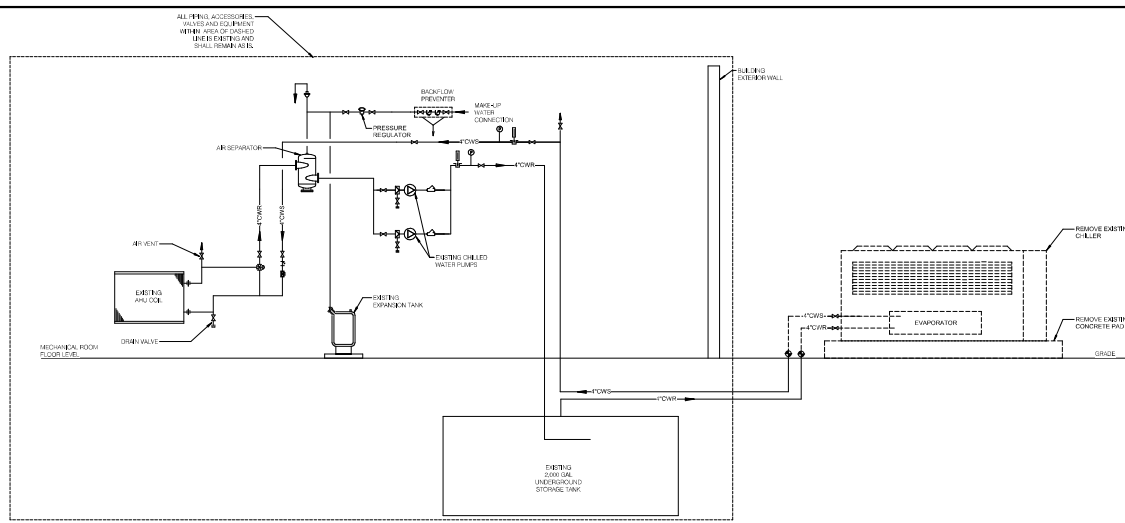 ALL PIPING, ACCESSORIES,
VALVES AND EQUIPMENT
WITHIN AREA OF DASHED
LINE IS EXISTING AND
SHALL REMAIN AS IS.
BUILDING
EXTERIOR WALL
BACKFLOW
PREVENTER
MAKE-UP
WATER
CONNECTION
PRESSURE
REGULATOR
AIR SEPARATOR
4"CWS
P
P
4"CWR
4"CWR
4"CWS
AIR VENT
EXISTING CHILLED
WATER PUMPS
EXISTING
AHU COIL
EXISTING
EXPANSION TANK
DRAIN VALVE
MECHANICAL ROOM
FLOOR LEVEL
REMOVE EXISTIN
CHILLER
4"CWS
4"CWR
EVAPORATOR
REMOVE EXISTIN
CONCRETE PAD
GRADE
4"CWS
4"CWR
EXISTING
2,000 GAL
UNDERGROUND
STORAGE TANK